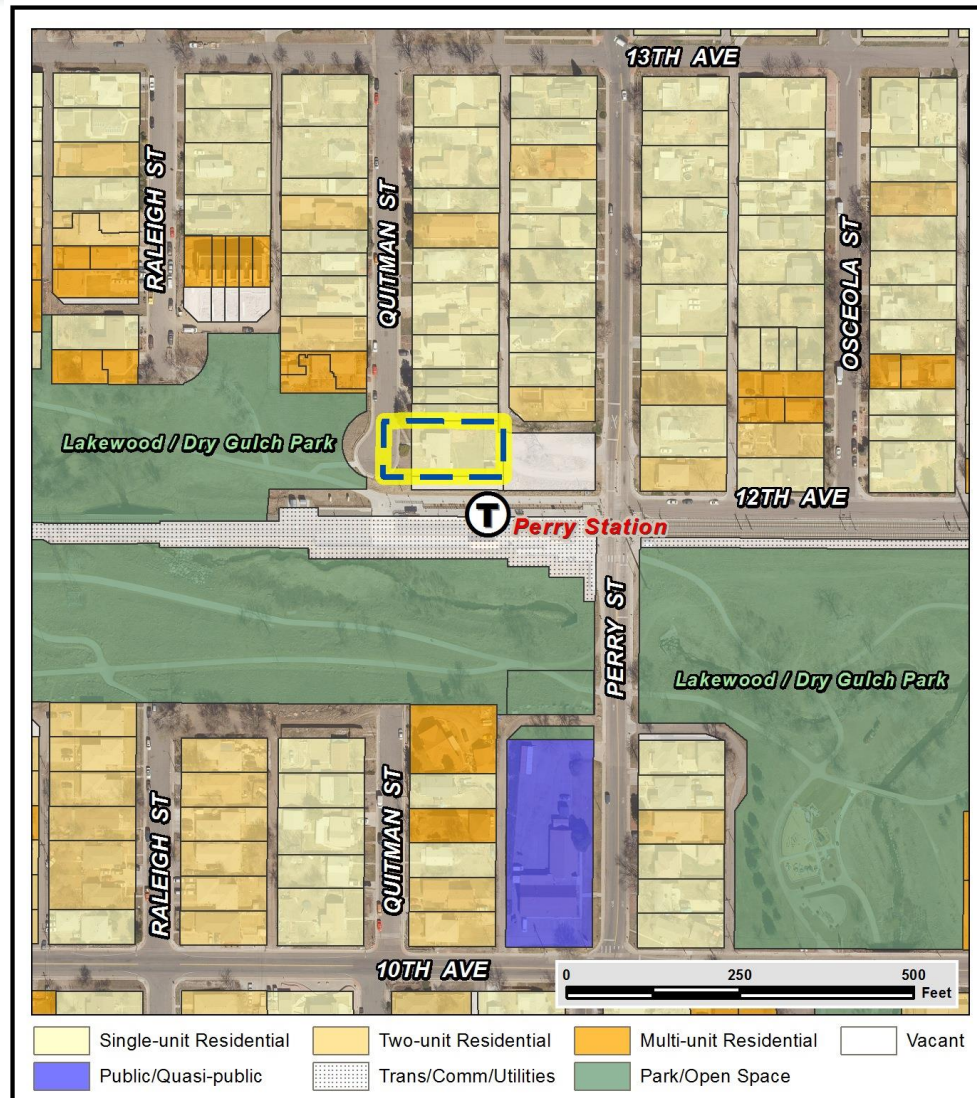 13TH AVE
RALEIGH ST
QUITMAN ST
OSCEOLA ST
Lakewood / Dry Gulch Park
12TH AVE
T
Perry Station
PERRY ST
Lakewood / Dry Gulch Park
RALEIGH ST
QUITMAN ST
10TH AVE
0 250 500
Feet
Single-unit Residential Two-unit Residential Multi-unit Residential Vacant
Public/Quasi-public Trans/Comm/Utilities Park/Open Space